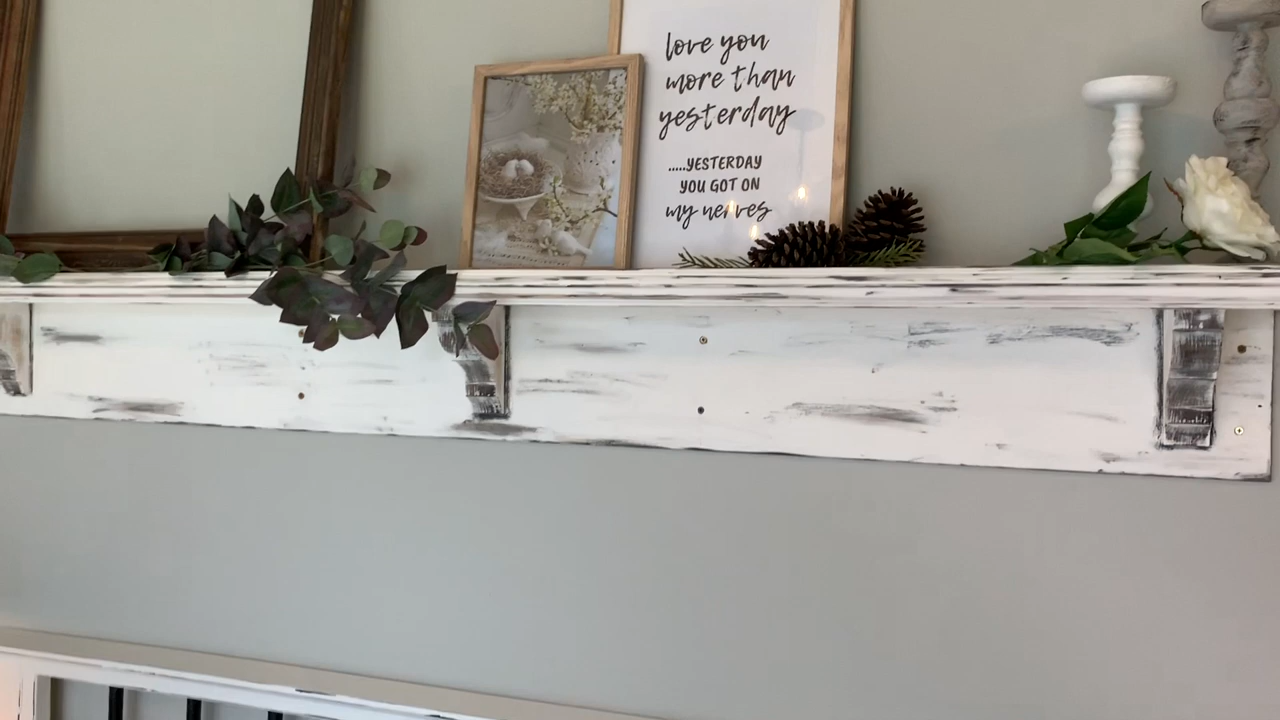 love you
more than
yesterday
.....YESTERDAY
YOU GOT ON
my nerves